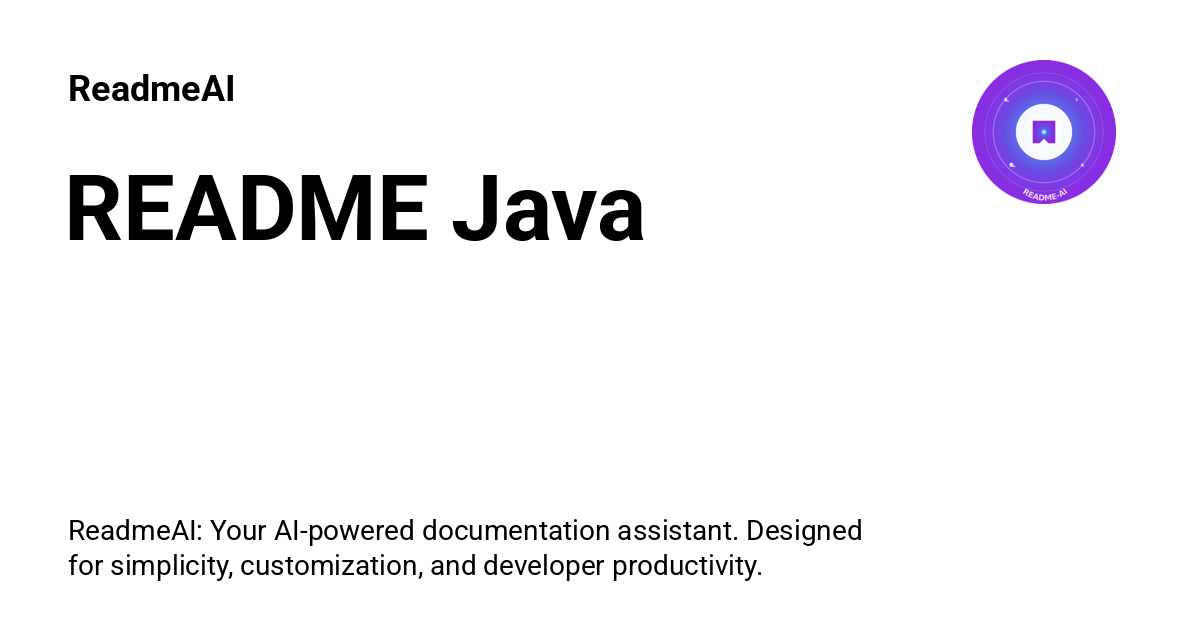 ReadmeAI
README Java
README-AI
ReadmeAI: Your AI-powered documentation assistant. Designed
for simplicity, customization, and developer productivity.